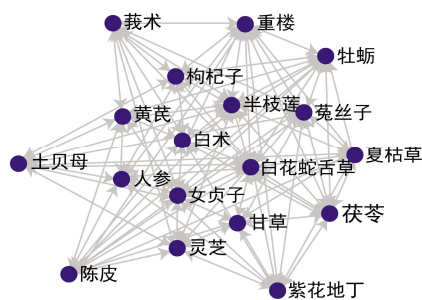 莪术
重楼
牡蛎
枸杞子
半枝莲
菟丝子
黄芪
白术
夏枯草
土贝母
白花蛇舌草
人参
女贞子
茯苓
甘草
灵芝
陈皮
紫花地丁